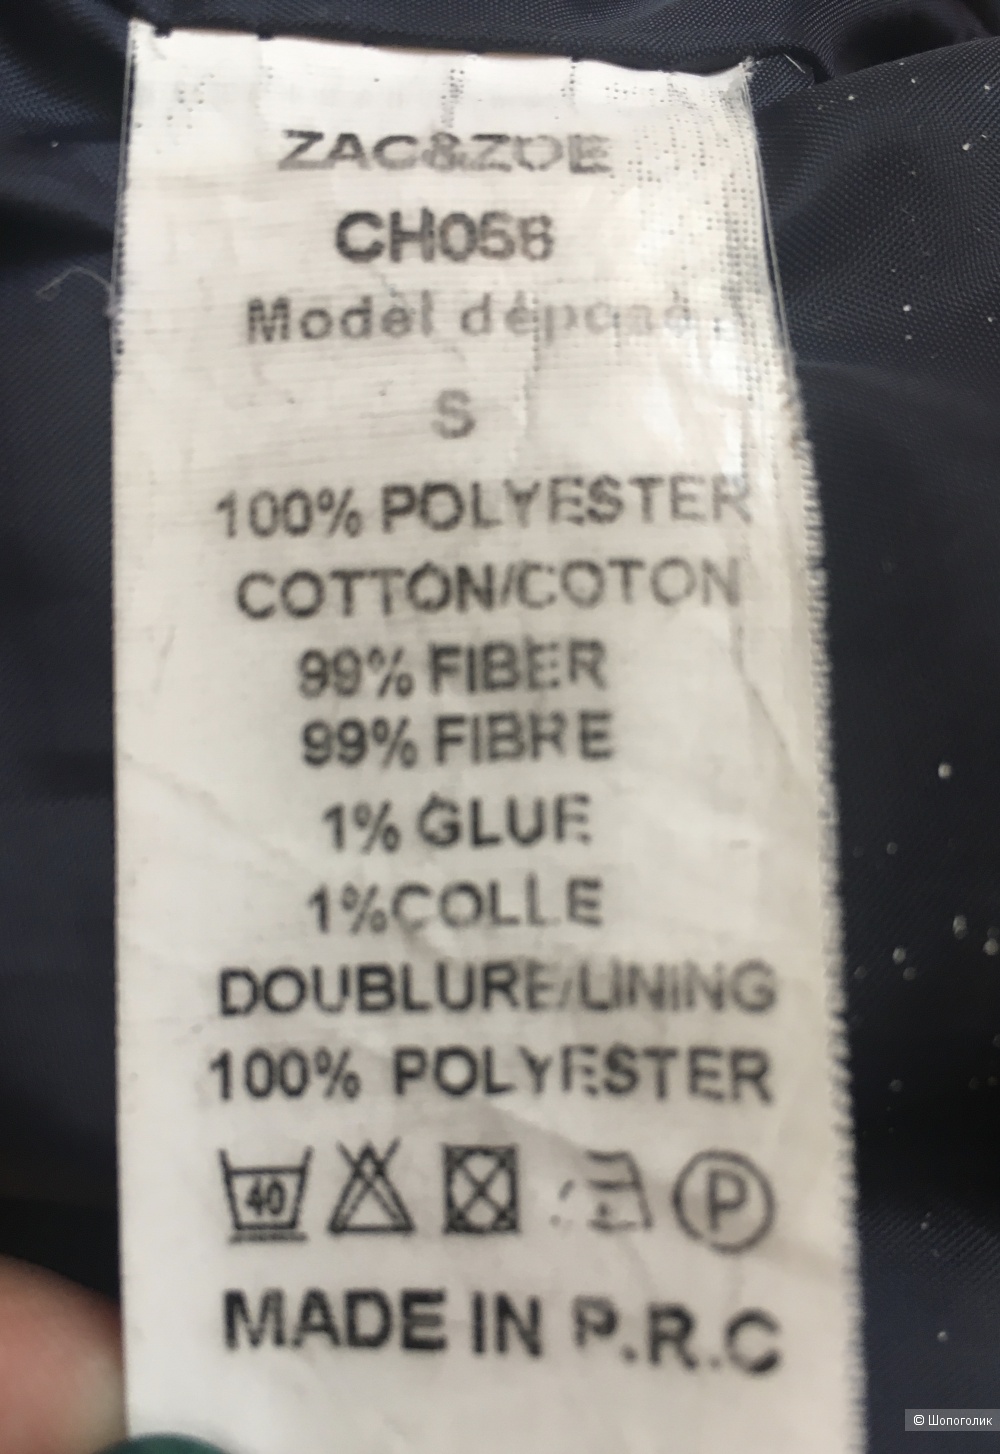 ZAC&ZOE
CH056
Model déposé
S
100% POLYESTER
COTTON/COTON
99% FIBER
99% FIBRE
1% GLUE
1%COLLE
DOUBLURE/LINING
100% POLYESTER
40 P
MADE IN P.R.C
© Шопоголик